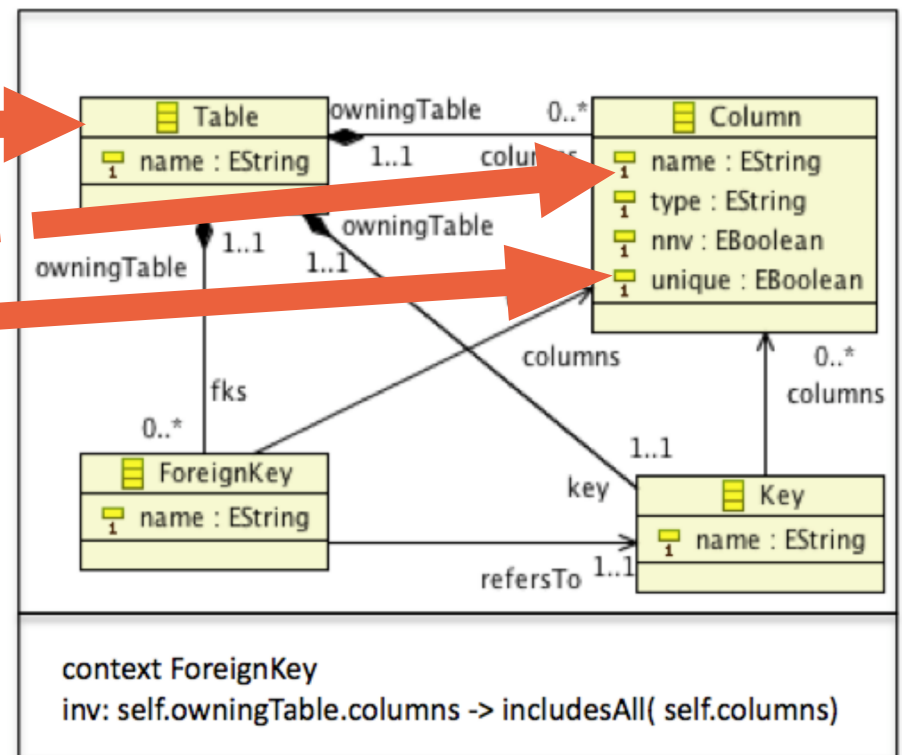 Table
name : EString
owningTable
0..*
1..1
Column
name : EString
type : EString
nnv : EBoolean
unique : EBoolean
owningTable
1..1
owningTable
1..1
columns
0..*
columns
fks
0..*
1..1
key
ForeignKey
name : EString
Key
name : EString
refersTo
1..1
context ForeignKey
inv: self.owningTable.columns -> includesAll( self.columns)